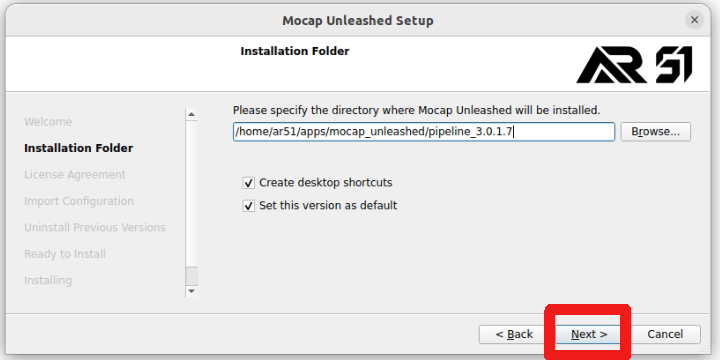 Mocap Unleashed Setup
Installation Folder
AR 51
Please specify the directory where Mocap Unleashed will be installed.
/home/ar51/apps/mocap_unleashed/pipeline_3.0.1.7
Browse...
Welcome
Installation Folder
License Agreement
Import Configuration
Uninstall Previous Versions
Ready to Install
Installing
Create desktop shortcuts
Set this version as default
< Back
Next >
Cancel